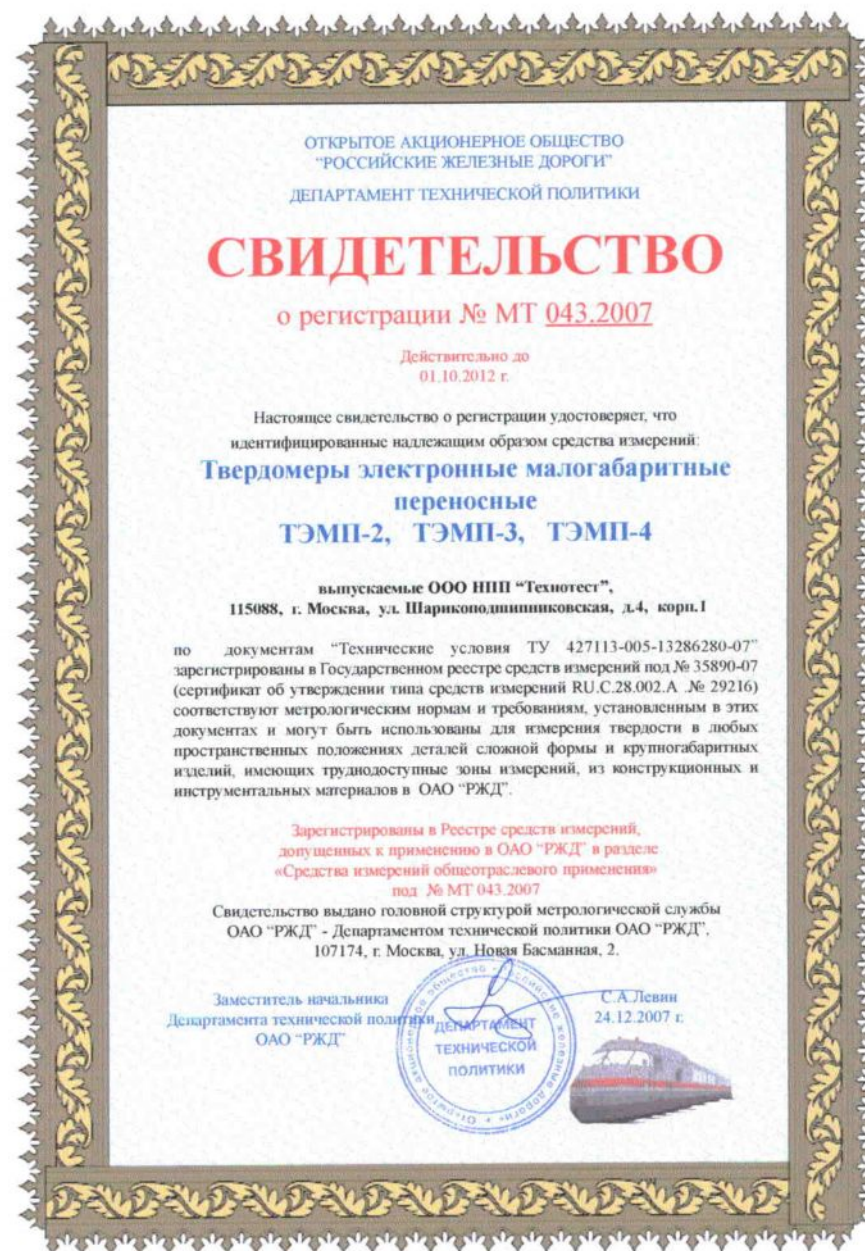 ОТКРЫТОЕ АКЦИОНЕРНОЕ ОБЩЕСТВО
“РОССИЙСКИЕ ЖЕЛЕЗНЫЕ ДОРОГИ”
ДЕПАРТАМЕНТ ТЕХНИЧЕСКОЙ ПОЛИТИКИ
СВИДЕТЕЛЬСТВО
о регистрации № МТ 043.2007
Действительно до
01.10.2012 г.
Настоящее свидетельство о регистрации удостоверяет, что
идентифицированные надлежащим образом средства измерений:
Твердомеры электронные малогабаритные
переносные
ТЭМП-2, ТЭМП-3, ТЭМП-4
выпускаемые ООО НПП “Технотест”,
115088, г. Москва, ул. Шарикоподшипниковская, д.4, корп.1
по документам “Технические условия ТУ 427113-005-13286280-07”
зарегистрированы в Государственном реестре средств измерений под № 35890-07
(сертификат об утверждении типа средств измерений RU.C.28.002.A .№ 29216)
соответствуют метрологическим нормам и требованиям, установленным в этих
документах и могут быть использованы для измерения твердости в любых
пространственных положениях деталей сложной формы и крупногабаритных
изделий, имеющих труднодоступные зоны измерений, из конструкционных и
инструментальных материалов в ОАО “РЖД”.
Зарегистрированы в Реестре средств измерений,
допущенных к применению в ОАО “РЖД” в разделе
«Средства измерений общеотраслевого применения»
под № МТ 043.2007
Свидетельство выдано головной структурой метрологической службы
ОАО “РЖД” - Департаментом технической политики ОАО “РЖД”,
107174, г. Москва, ул. Новая Басманная, 2.
Заместитель начальника
Департамента технической политики
ОАО “РЖД”
С.А.Левин
24.12.2007 г.
Открытое акционерное общество • Российские железные дороги •
ДЕПАРТАМЕНТ
ТЕХНИЧЕСКОЙ
ПОЛИТИКИ